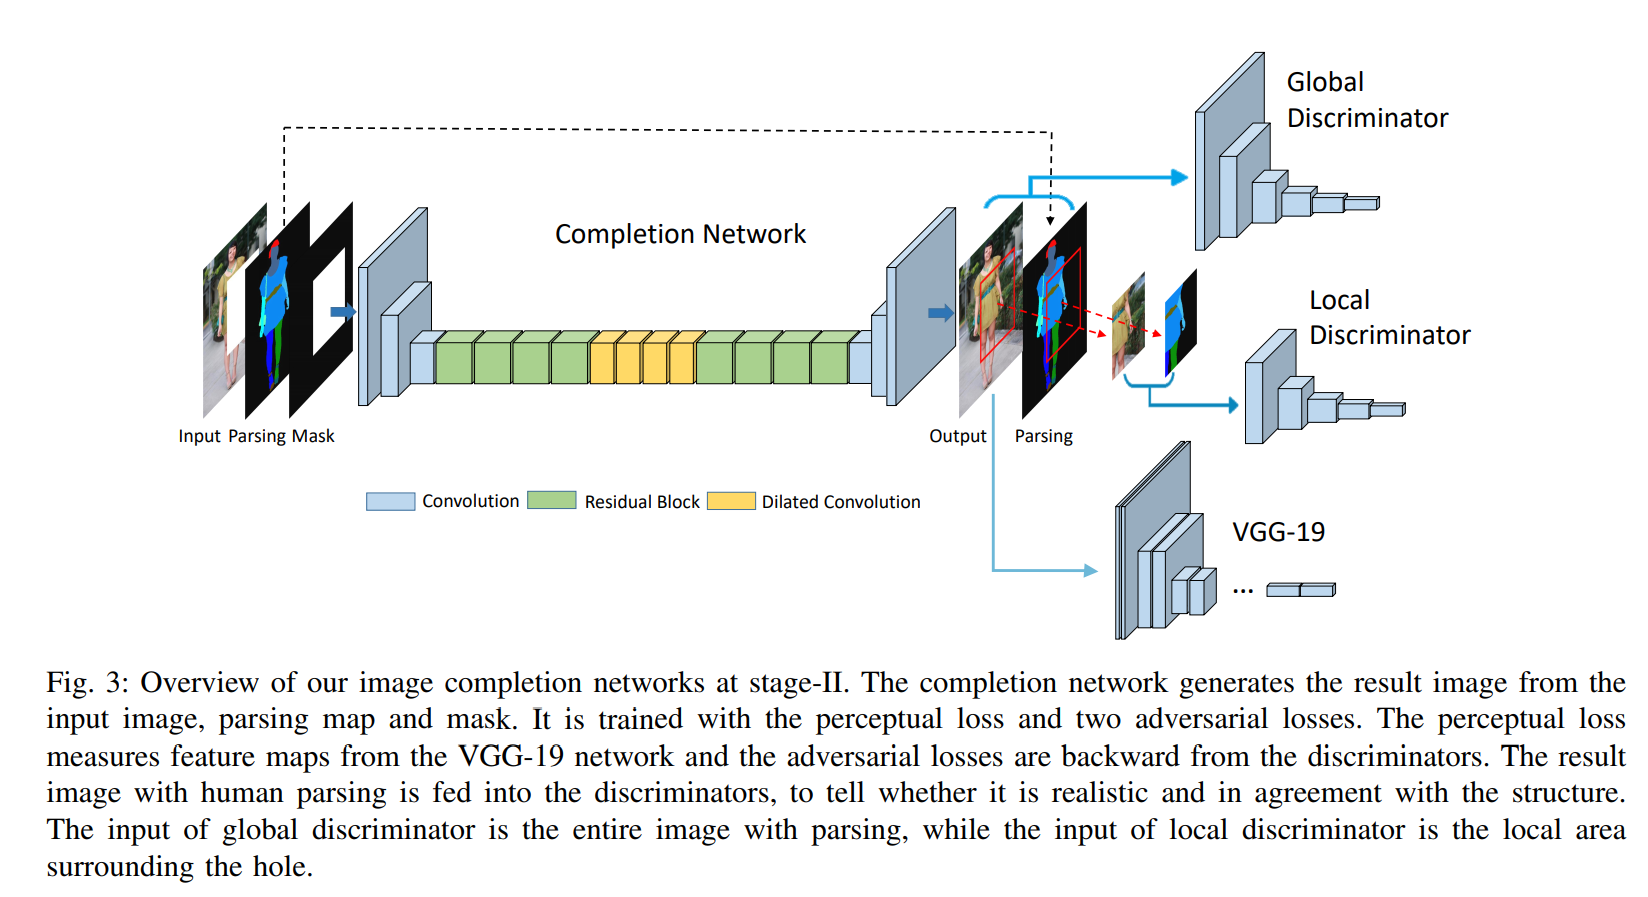 Global
Discriminator
Completion Network
Local
Discriminator
Input Parsing Mask
Output Parsing
Convolution Residual Block Dilated Convolution
VGG-19
...
Fig. 3: Overview of our image completion networks at stage-II. The completion network generates the result image from the
input image, parsing map and mask. It is trained with the perceptual loss and two adversarial losses. The perceptual loss
measures feature maps from the VGG-19 network and the adversarial losses are backward from the discriminators. The result
image with human parsing is fed into the discriminators, to tell whether it is realistic and in agreement with the structure.
The input of global discriminator is the entire image with parsing, while the input of local discriminator is the local area
surrounding the hole.